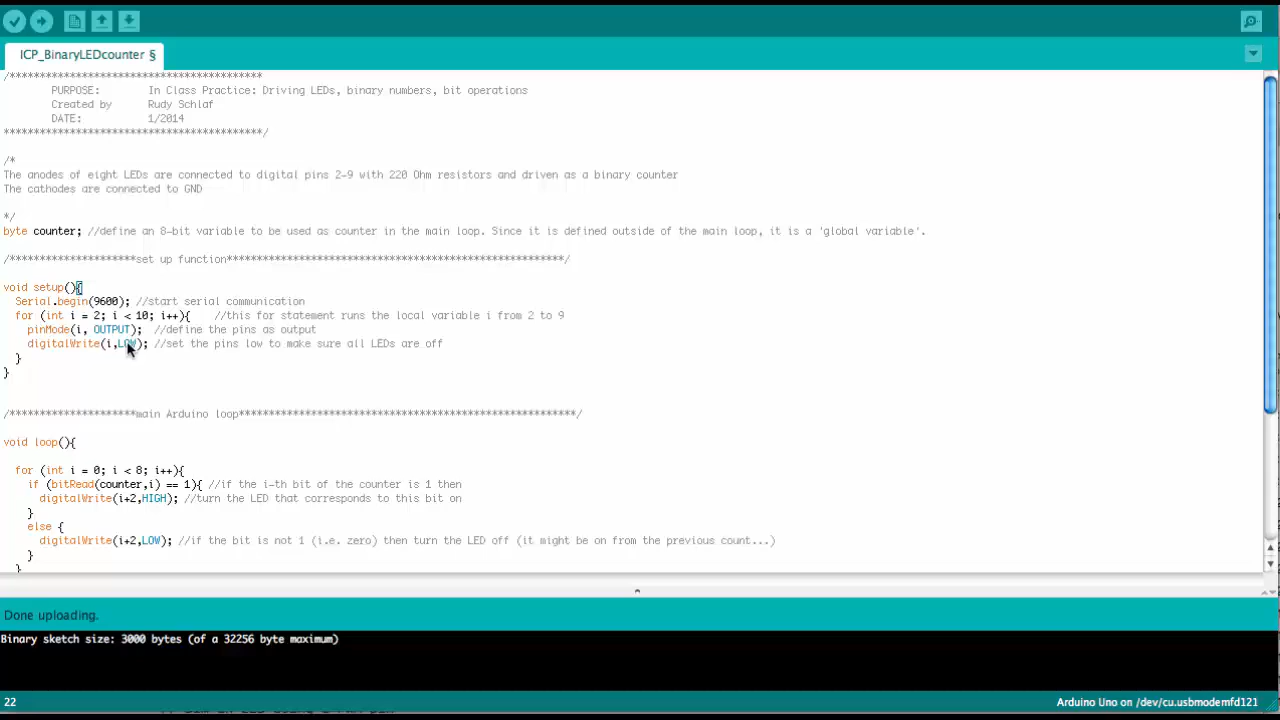 ICP_BinaryLEDcounter §
/******************************************
PURPOSE: In Class Practice: Driving LEDs, binary numbers, bit operations
Created by Rudy Schlaf
DATE: 1/2014
*******************************************/
/*
The anodes of eight LEDs are connected to digital pins 2-9 with 220 Ohm resistors and driven as a binary counter
The cathodes are connected to GND
*/
byte counter; //define an 8-bit variable to be used as counter in the main loop. Since it is defined outside of the main loop, it is a 'global variable'.
/*********************set up function********************************************************/
void setup(){
Serial.begin(9600); //start serial communication
for (int i = 2; i < 10; i++){ //this for statement runs the local variable i from 2 to 9
pinMode(i, OUTPUT); //define the pins as output
digitalWrite(i,LOW); //set the pins low to make sure all LEDs are off
}
}
/*********************main Arduino loop********************************************************/
void loop(){
for (int i = 0; i < 8; i++){
if (bitRead(counter,i) == 1){ //if the i-th bit of the counter is 1 then
digitalWrite(i+2,HIGH); //turn the LED that corresponds to this bit on
}
else {
digitalWrite(i+2,LOW); //if the bit is not 1 (i.e. zero) then turn the LED off (it might be on from the previous count...)
}
}
Done uploading.
Binary sketch size: 3000 bytes (of a 32256 byte maximum)
22
Arduino Uno on /dev/cu.usbmodemfd121